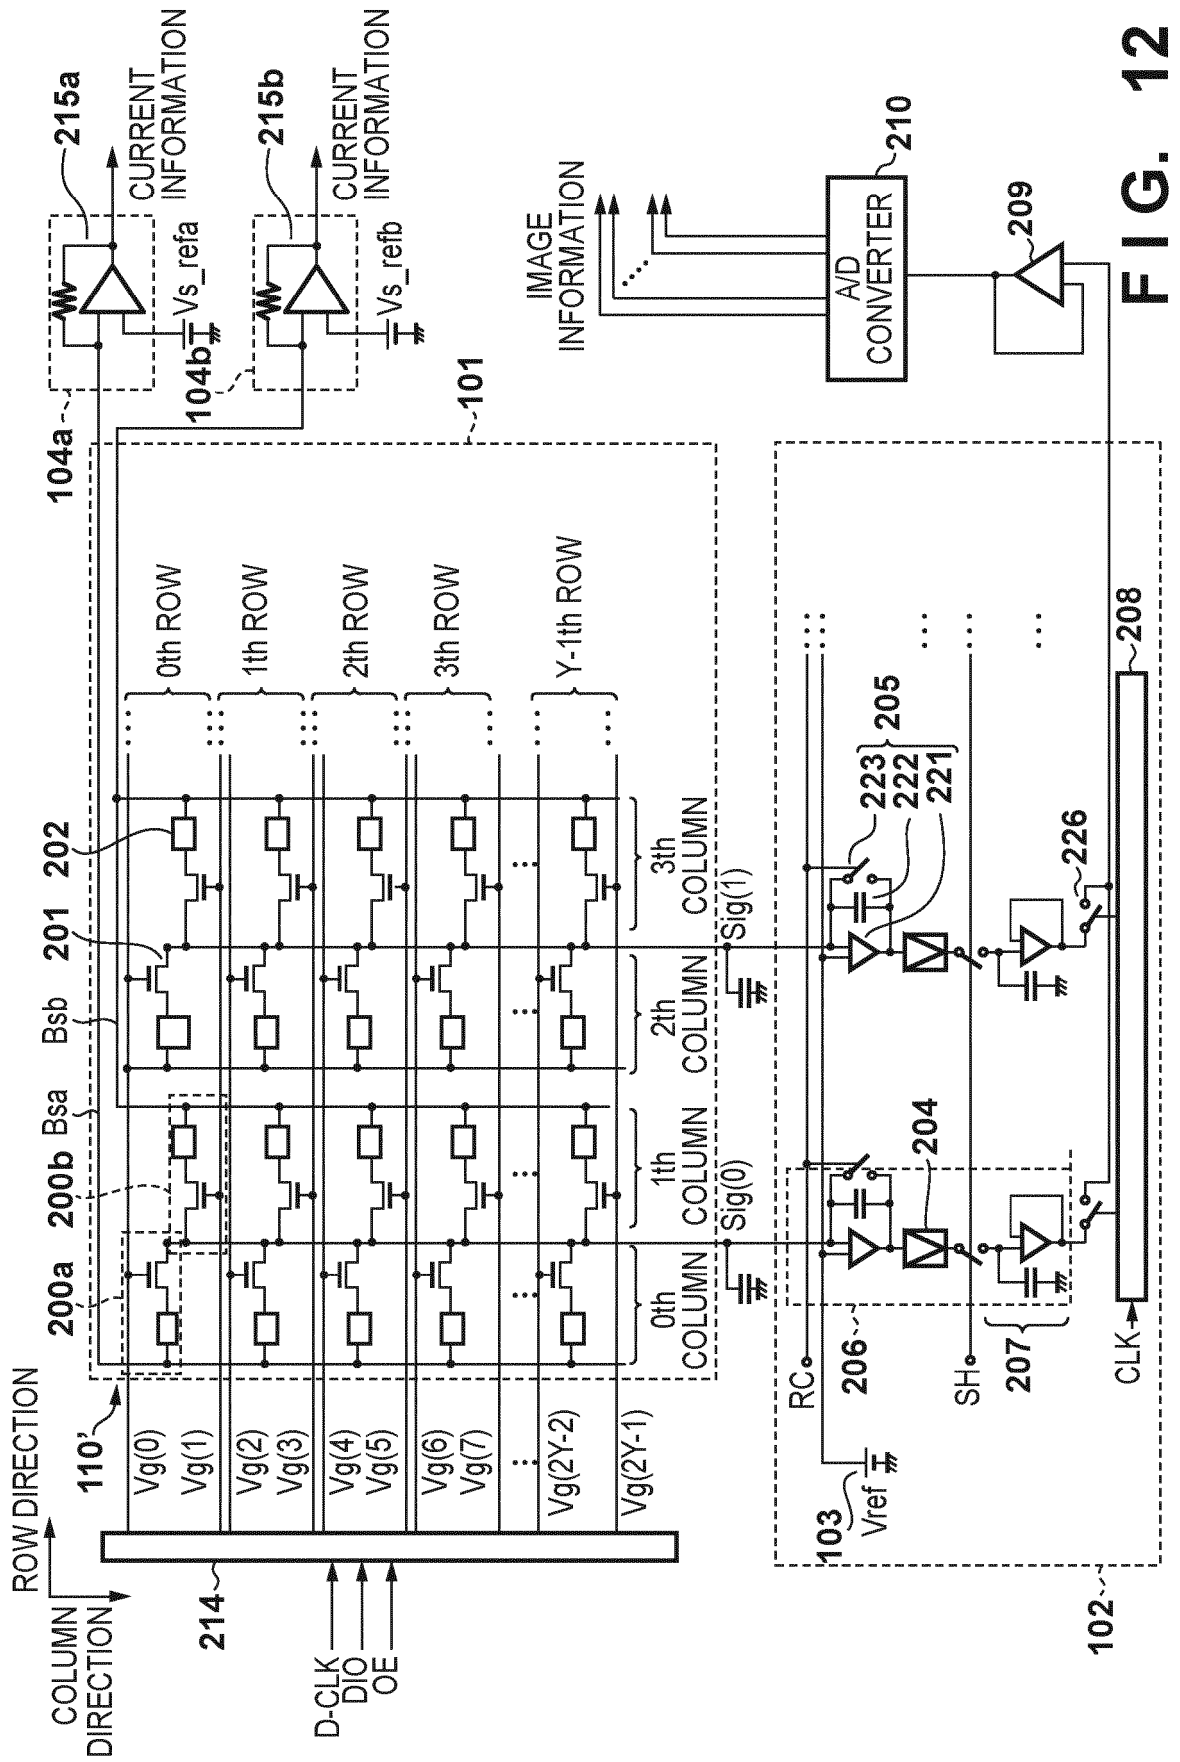 ROW DIRECTION
COLUMN
DIRECTION
110'
214
D-CLK
DIO
OE
Vg(0)
Vg(1)
Vg(2)
Vg(3)
Vg(4)
Vg(5)
Vg(6)
Vg(7)
Vg(2Y-2)
Vg(2Y-1)
200a
200b
Bsa
Bsb
201
202
104a
104b
215a
215b
CURRENT
INFORMATION
CURRENT
INFORMATION
Vs_refa
Vs_refb
101
0th ROW
1th ROW
2th ROW
3th ROW
Y-1th ROW
0th
COLUMN
1th
COLUMN
2th
COLUMN
3th
COLUMN
Sig(0)
Sig(1)
IMAGE
INFORMATION
A/D
CONVERTER
210
209
RC
206
SH
207
CLK
103
Vref
102
204
223
222
221
205
226
208
FIG. 12